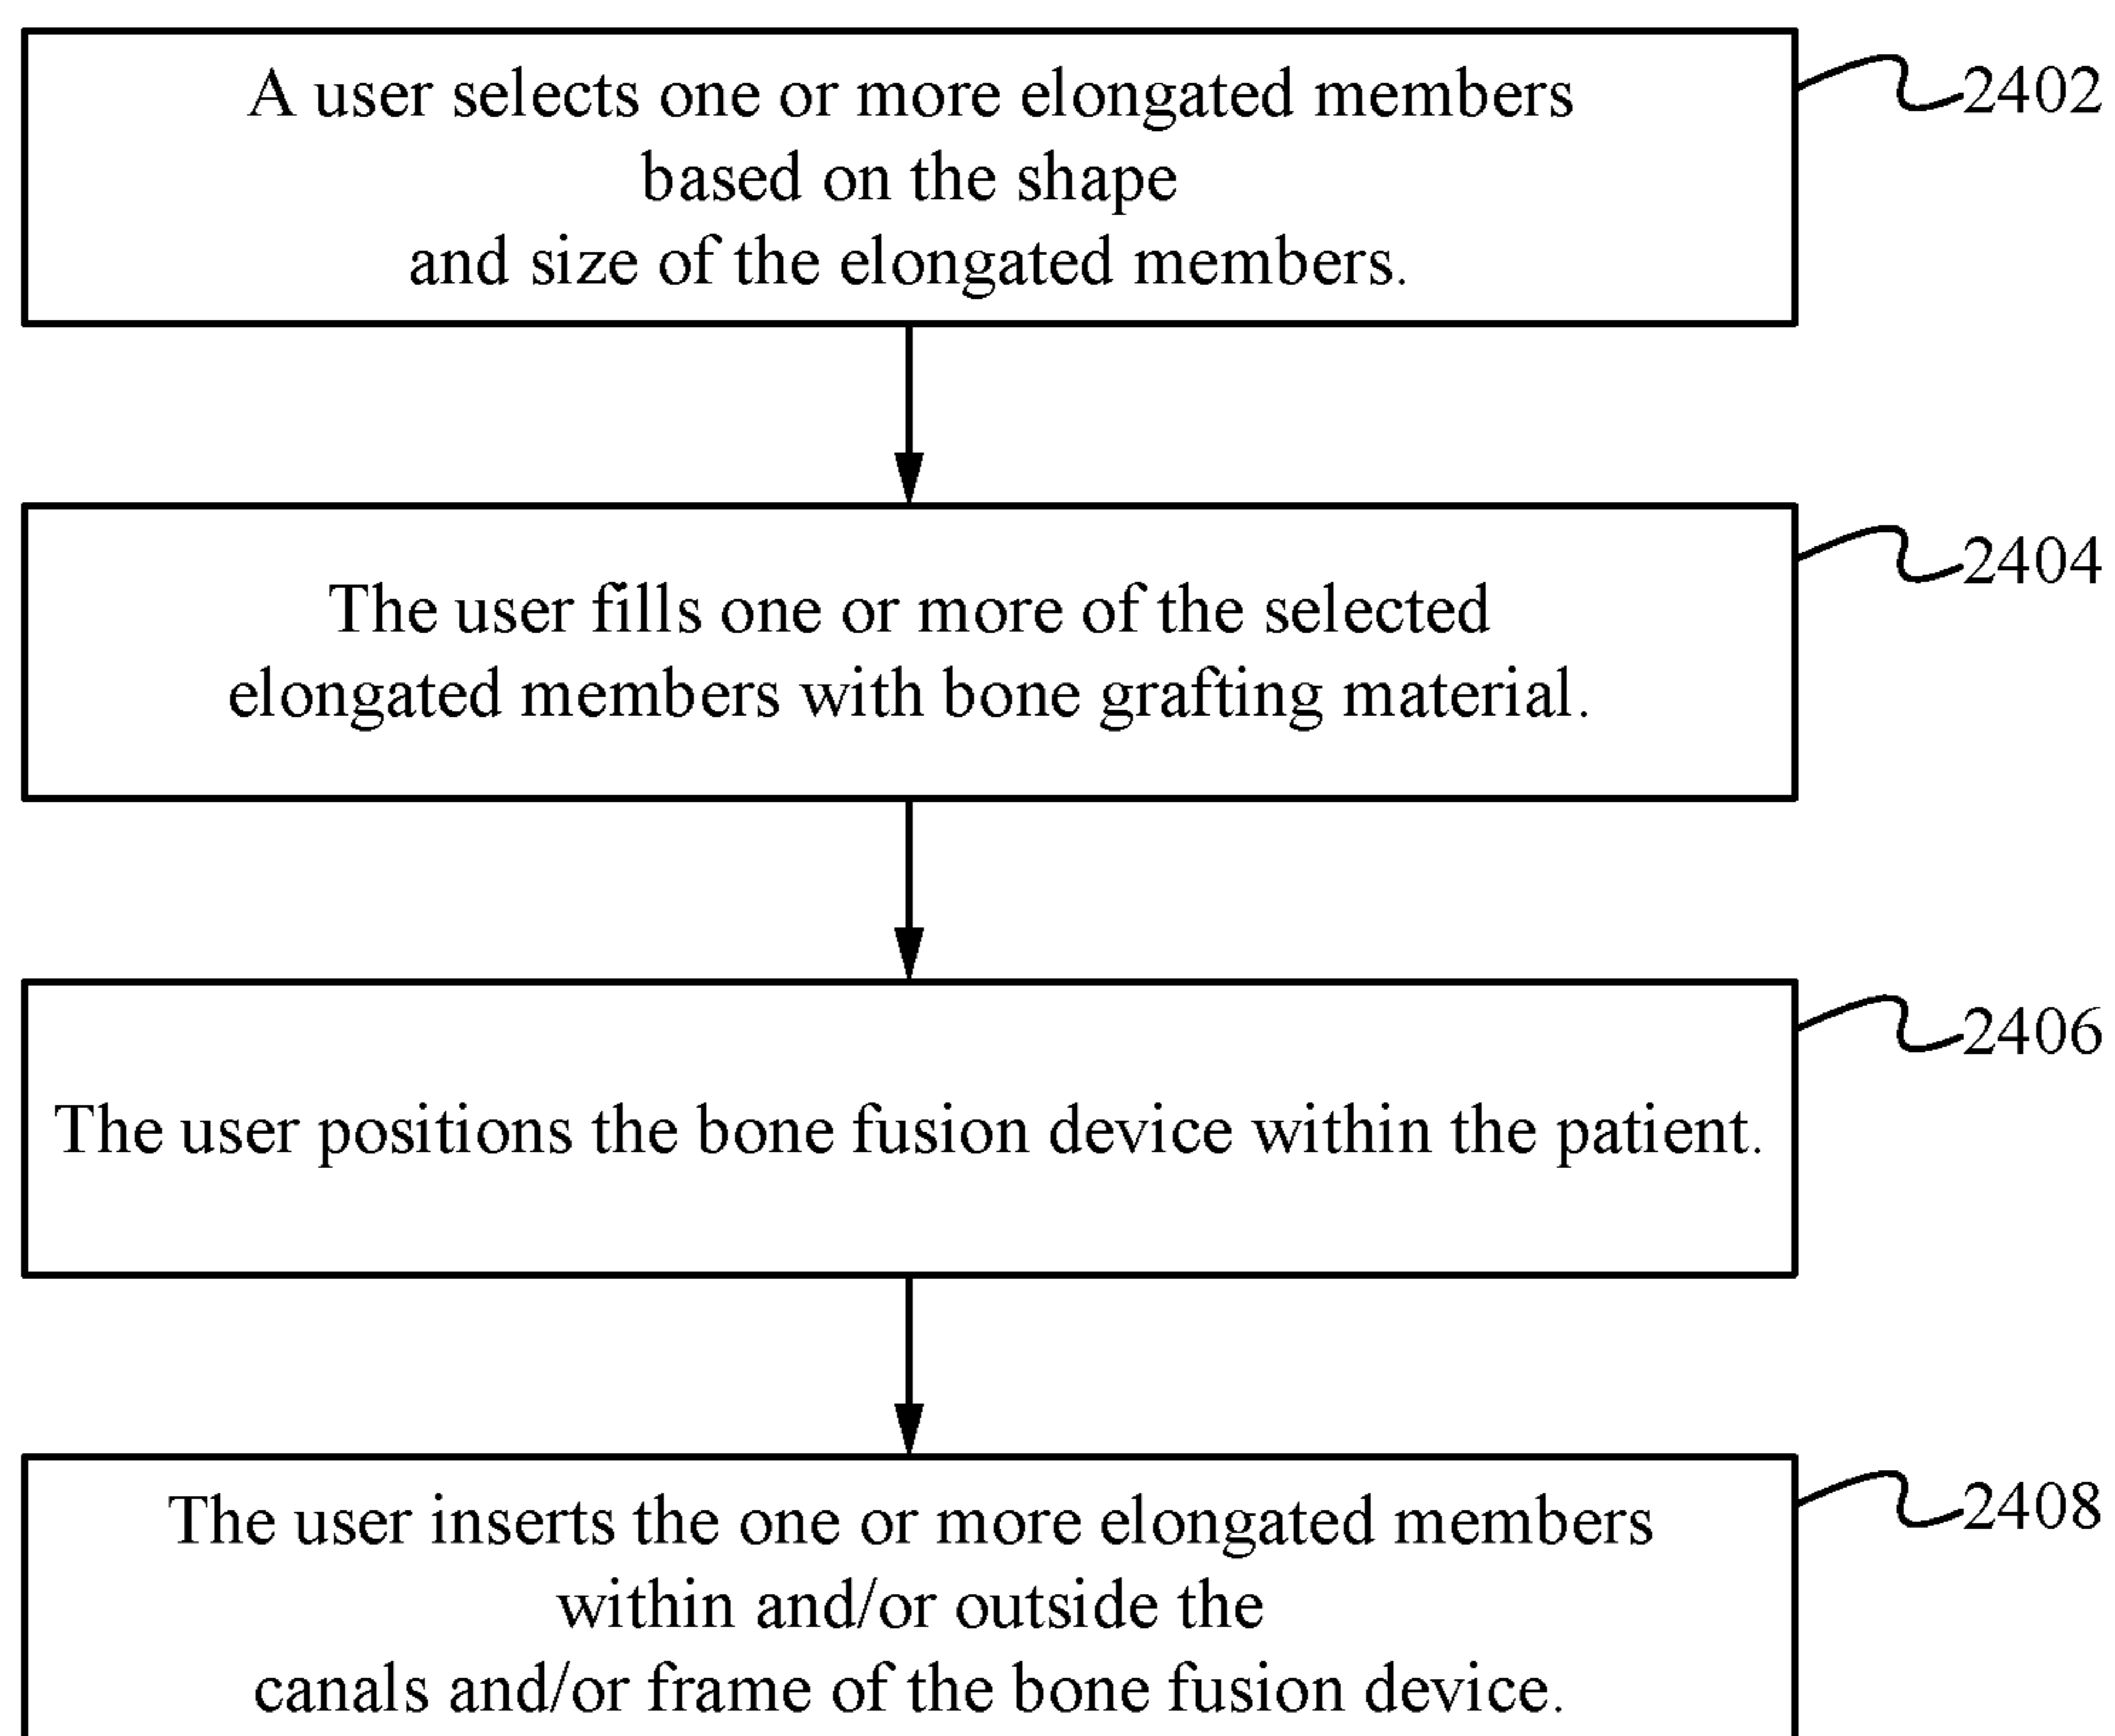 A user selects one or more elongated members
based on the shape
and size of the elongated members.
2402
The user fills one or more of the selected
elongated members with bone grafting material.
2404
The user positions the bone fusion device within the patient.
2406
The user inserts the one or more elongated members
within and/or outside the
canals and/or frame of the bone fusion device.
2408